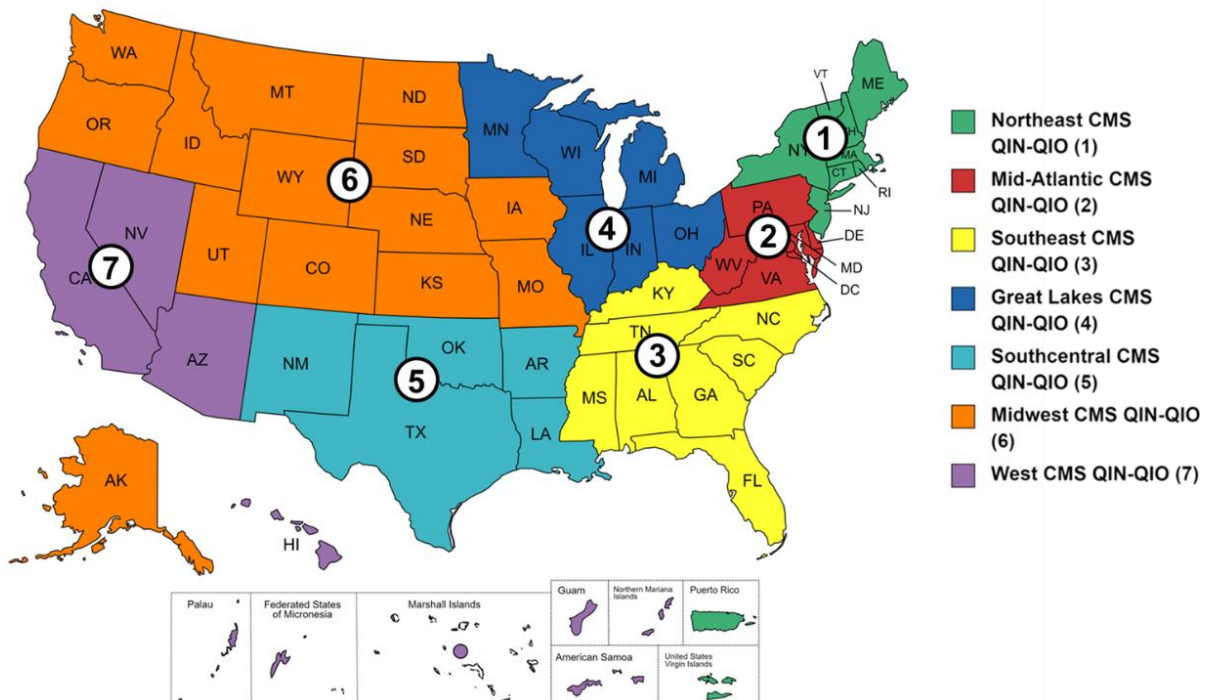 WA
MT
ND
MN
VT
ME
OR
ID
SD
WI
MI
NY
1
H
MA
CT
RI
WY
6
NE
IA
PA
NJ
NV
UT
CO
KS
MO
IL
4
IN
OH
2
WV
VA
DE
MD
DC
7
CA
KY
NC
AZ
NM
OK
AR
TN
3
SC
5
TX
LA
MS
AL
GA
FL
AK
HI
Northeast CMS
QIN-QIO (1)
Mid-Atlantic CMS
QIN-QIO (2)
Southeast CMS
QIN-QIO (3)
Great Lakes CMS
QIN-QIO (4)
Southcentral CMS
QIN-QIO (5)
Midwest CMS QIN-QIO
(6)
West CMS QIN-QIO (7)
Palau
Federated States
of Micronesia
Marshall Islands
Guam
Northern Mariana
Islands
Puerto Rico
American Samoa
United States
Virgin Islands